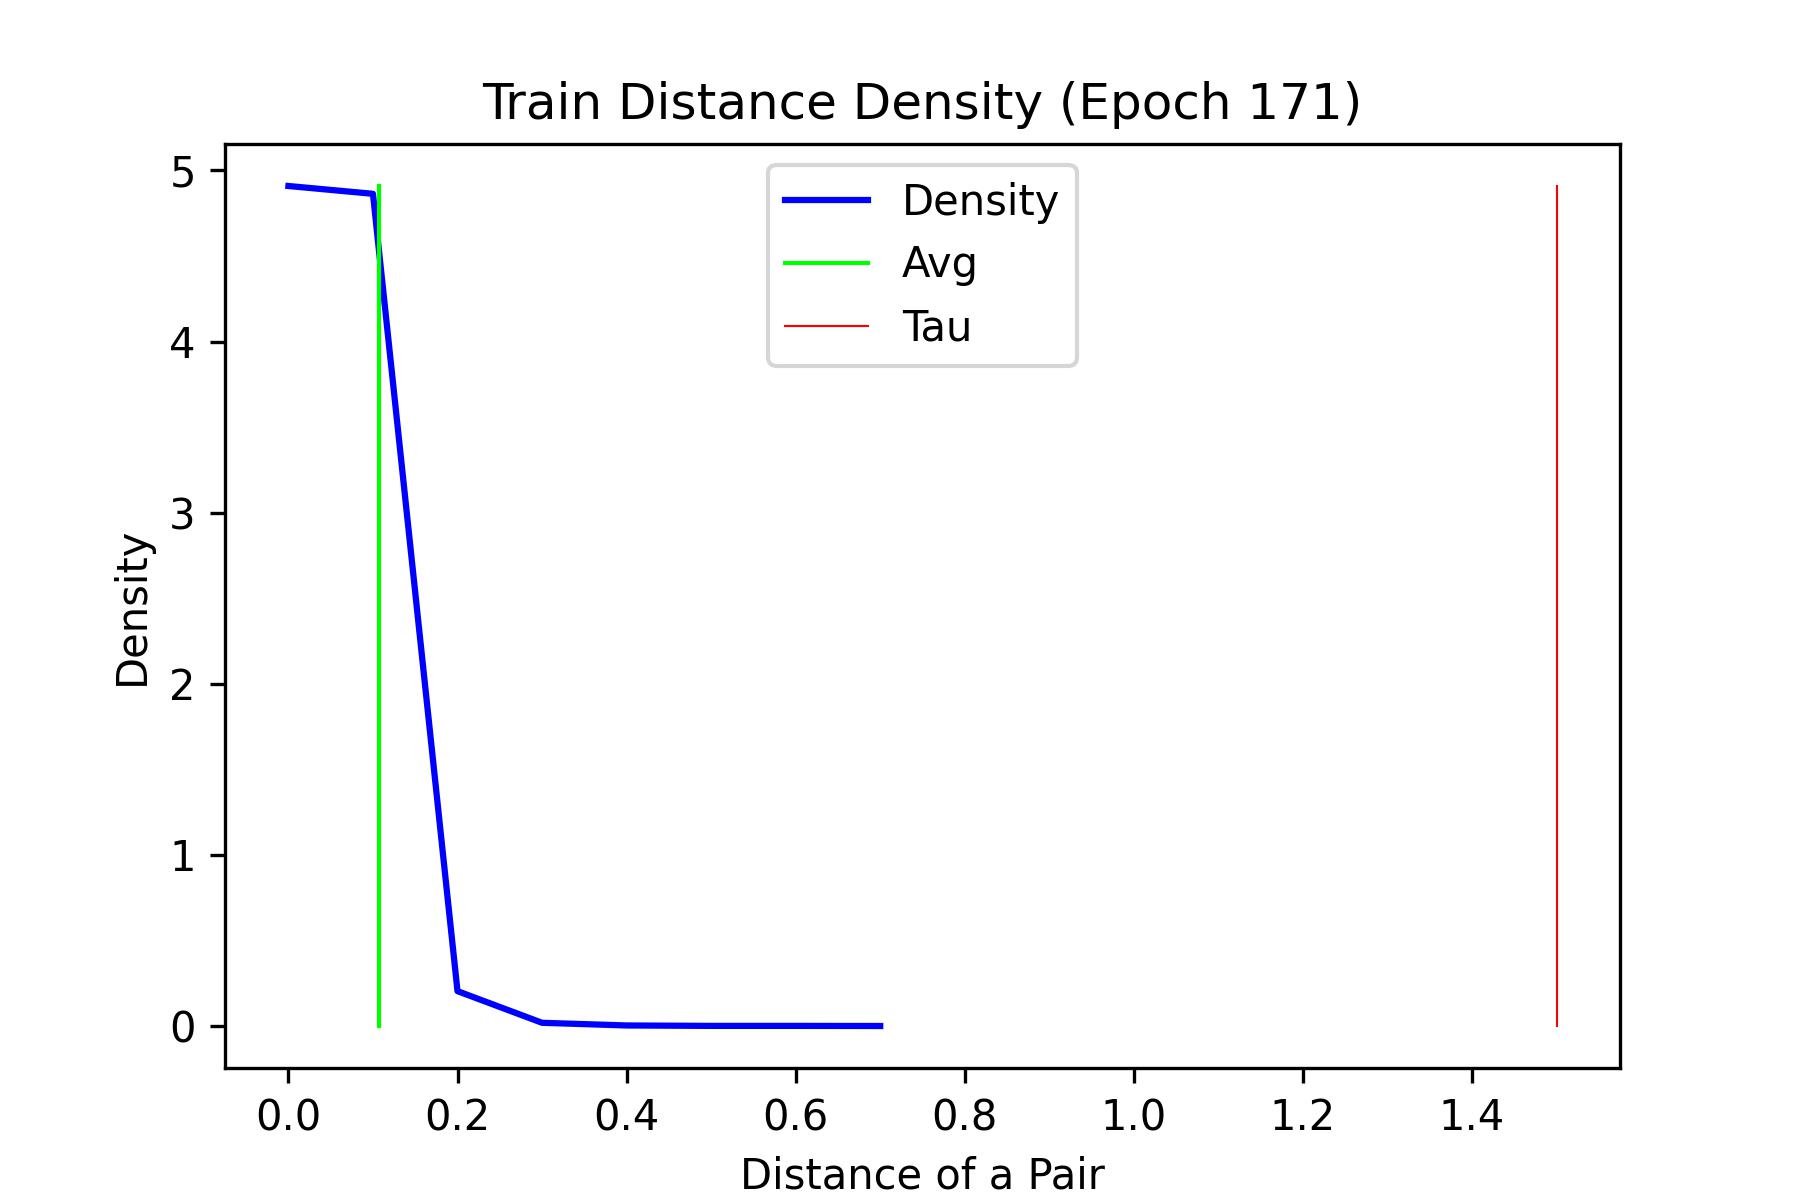 Train Distance Density (Epoch 171)
Density
Avg
Tau
5
4
3
2
1
0
Density
0.0 0.2 0.4 0.6 0.8 1.0 1.2 1.4
Distance of a Pair